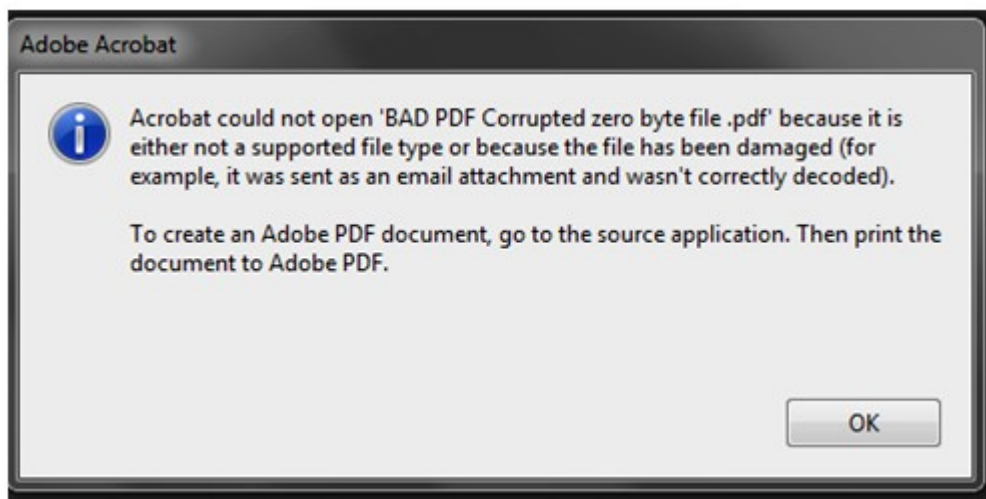 Adobe Acrobat
Acrobat could not open 'BAD PDF Corrupted zero byte file .pdf' because it is
either not a supported file type or because the file has been damaged (for
example, it was sent as an email attachment and wasn't correctly decoded).
To create an Adobe PDF document, go to the source application. Then print the
document to Adobe PDF.
OK